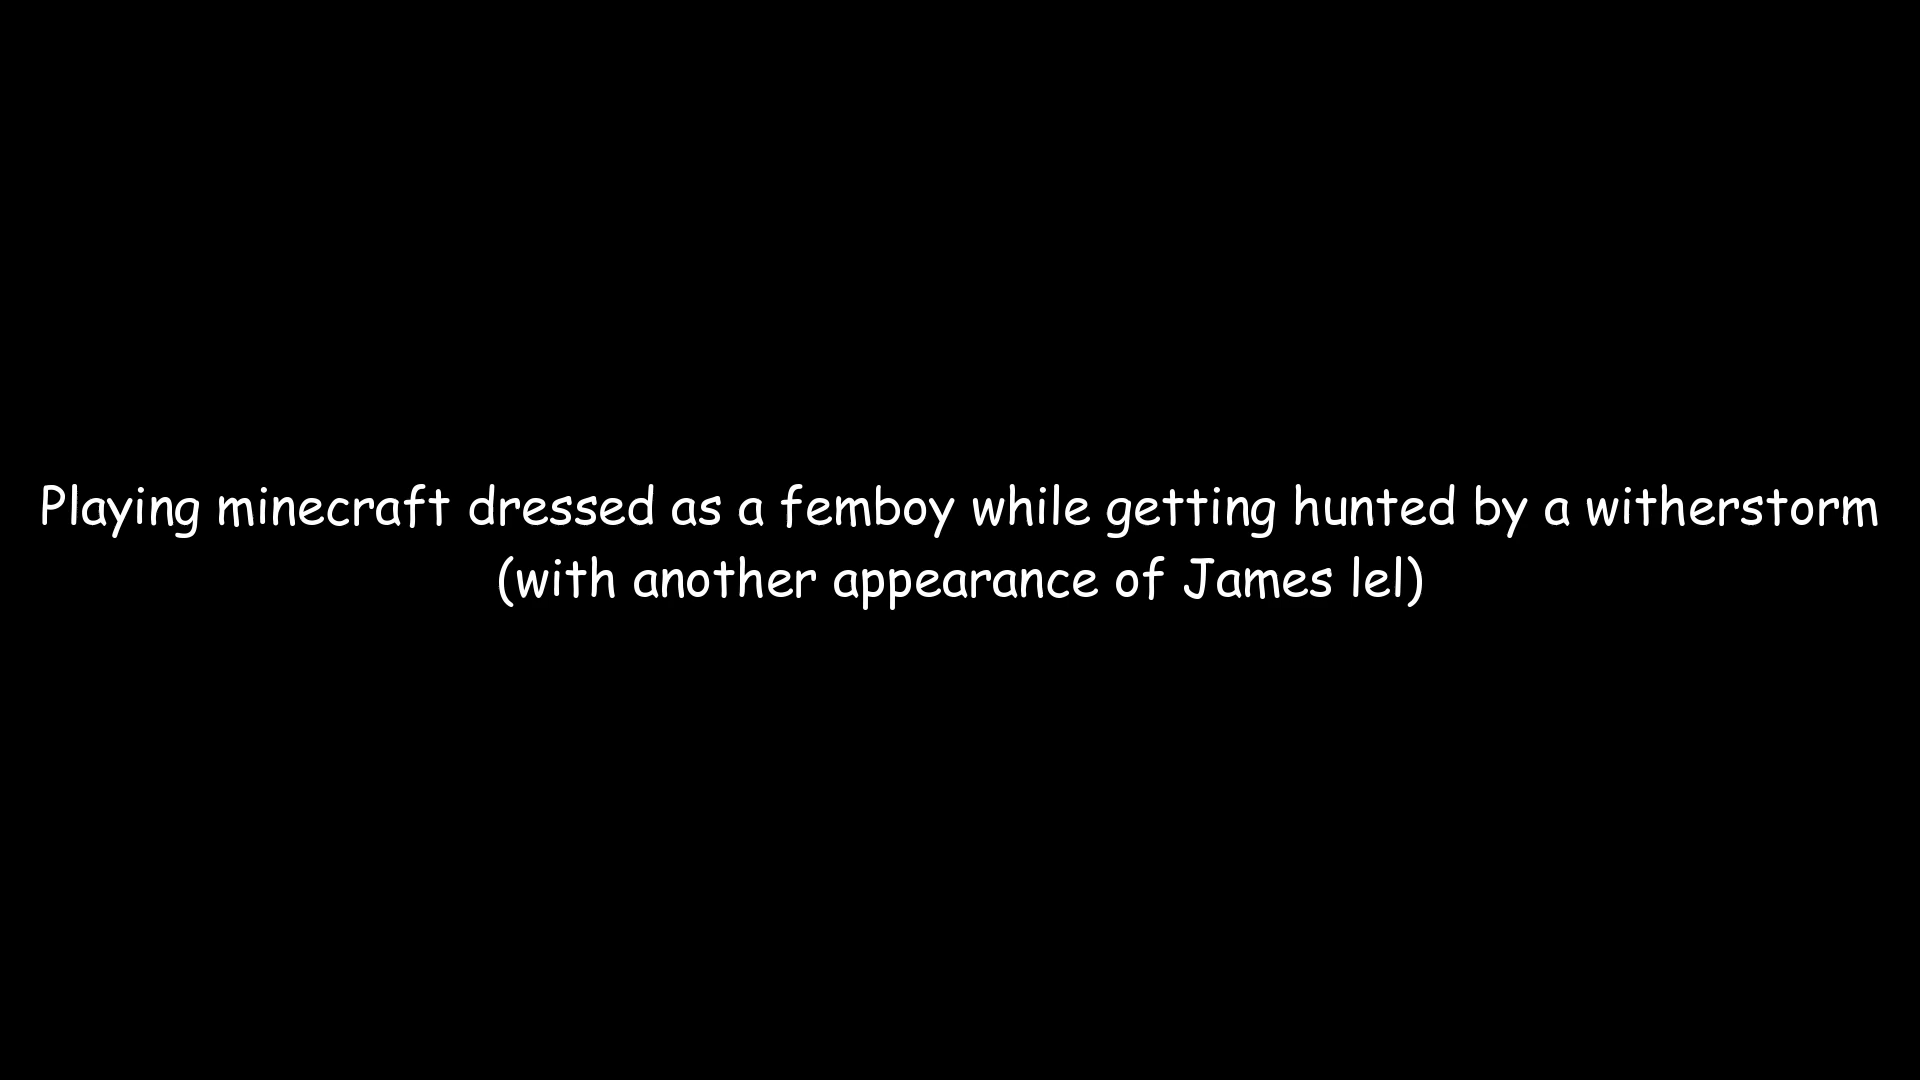 Playing minecraft dressed as a femboy while getting hunted by a witherstorm
(with another appearance of James lel)